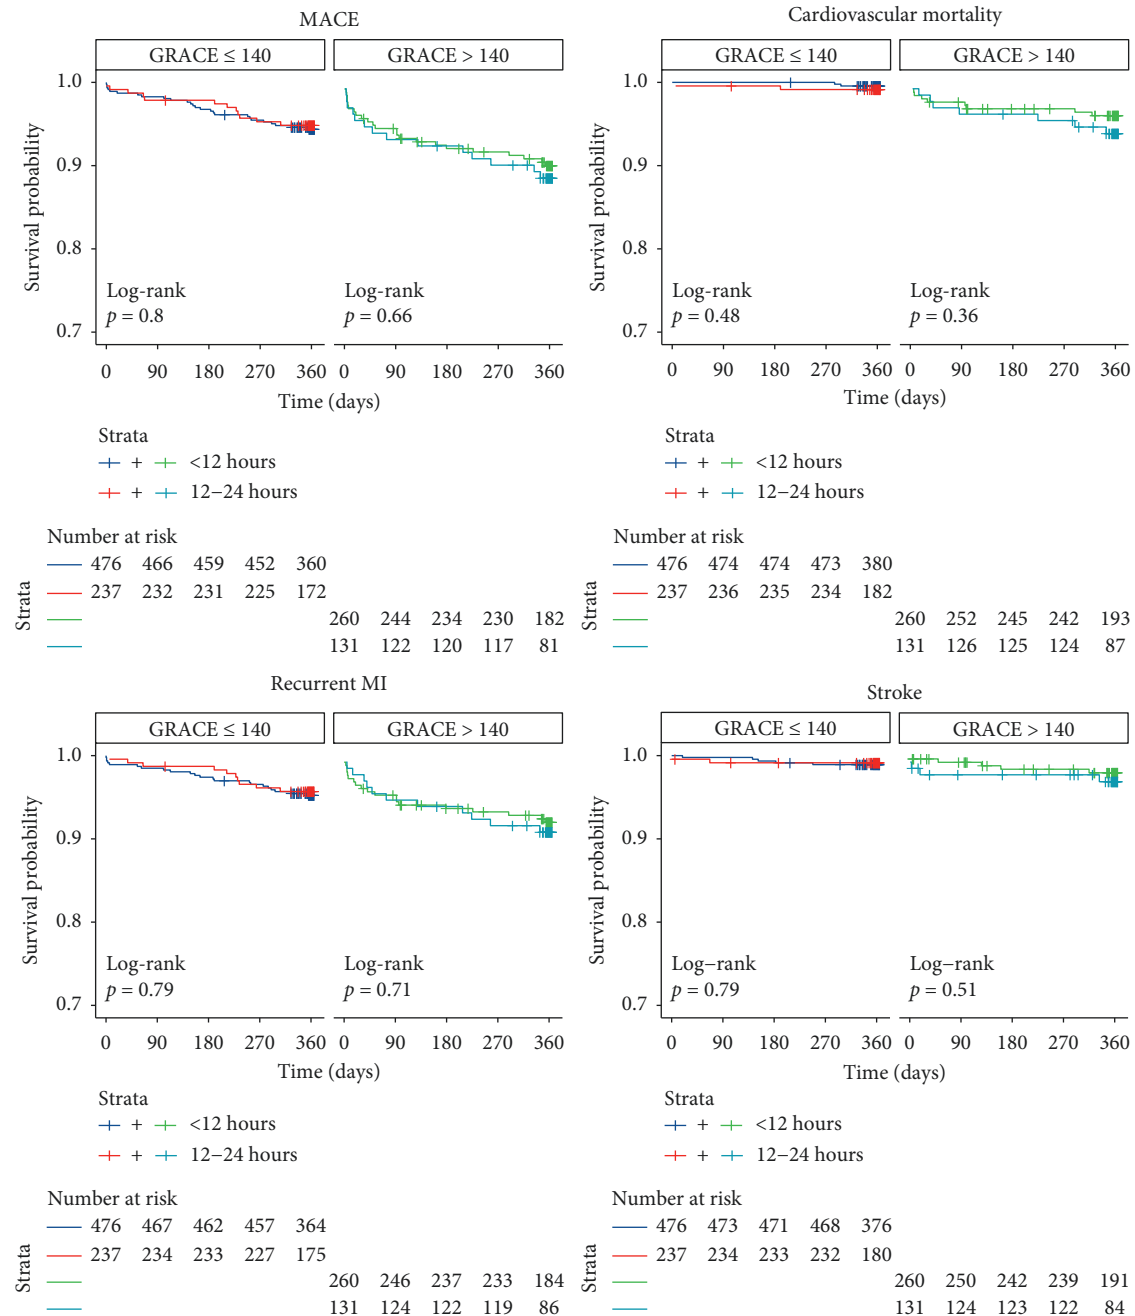 MACE
GRACE ≤ 140
GRACE > 140
1.0
0.9
0.8
0.7
Survival probability
Log-rank
p = 0.8
Log-rank
p = 0.66
0 90 180 270 360
0 90 180 270 360
Time (days)
Strata
+ <12 hours
+ 12−24 hours
Number at risk
Strata
476 466 459 452 360
237 232 231 225 172
260 244 234 230 182
131 122 120 117 81
Cardiovascular mortality
GRACE ≤ 140
GRACE > 140
1.0
0.9
0.8
0.7
Survival probability
Log-rank
p = 0.48
Log-rank
p = 0.36
0 90 180 270 360
0 90 180 270 360
Time (days)
Strata
+ <12 hours
+ 12−24 hours
Number at risk
Strata
476 474 474 473 380
237 236 235 234 182
260 252 245 242 193
131 126 125 124 87
Recurrent MI
GRACE ≤ 140
GRACE > 140
1.0
0.9
0.8
0.7
Survival probability
Log-rank
p = 0.79
Log-rank
p = 0.71
0 90 180 270 360
0 90 180 270 360
Time (days)
Strata
+ <12 hours
+ 12−24 hours
Number at risk
Strata
476 467 462 457 364
237 234 233 227 175
260 246 237 233 184
131 124 122 119 86
Stroke
GRACE ≤ 140
GRACE > 140
1.0
0.9
0.8
0.7
Survival probability
Log−rank
p = 0.79
Log−rank
p = 0.51
0 90 180 270 360
0 90 180 270 360
Time (days)
Strata
+ <12 hours
+ 12−24 hours
Number at risk
Strata
476 473 471 468 376
237 234 233 232 180
260 250 242 239 191
131 124 123 122 84